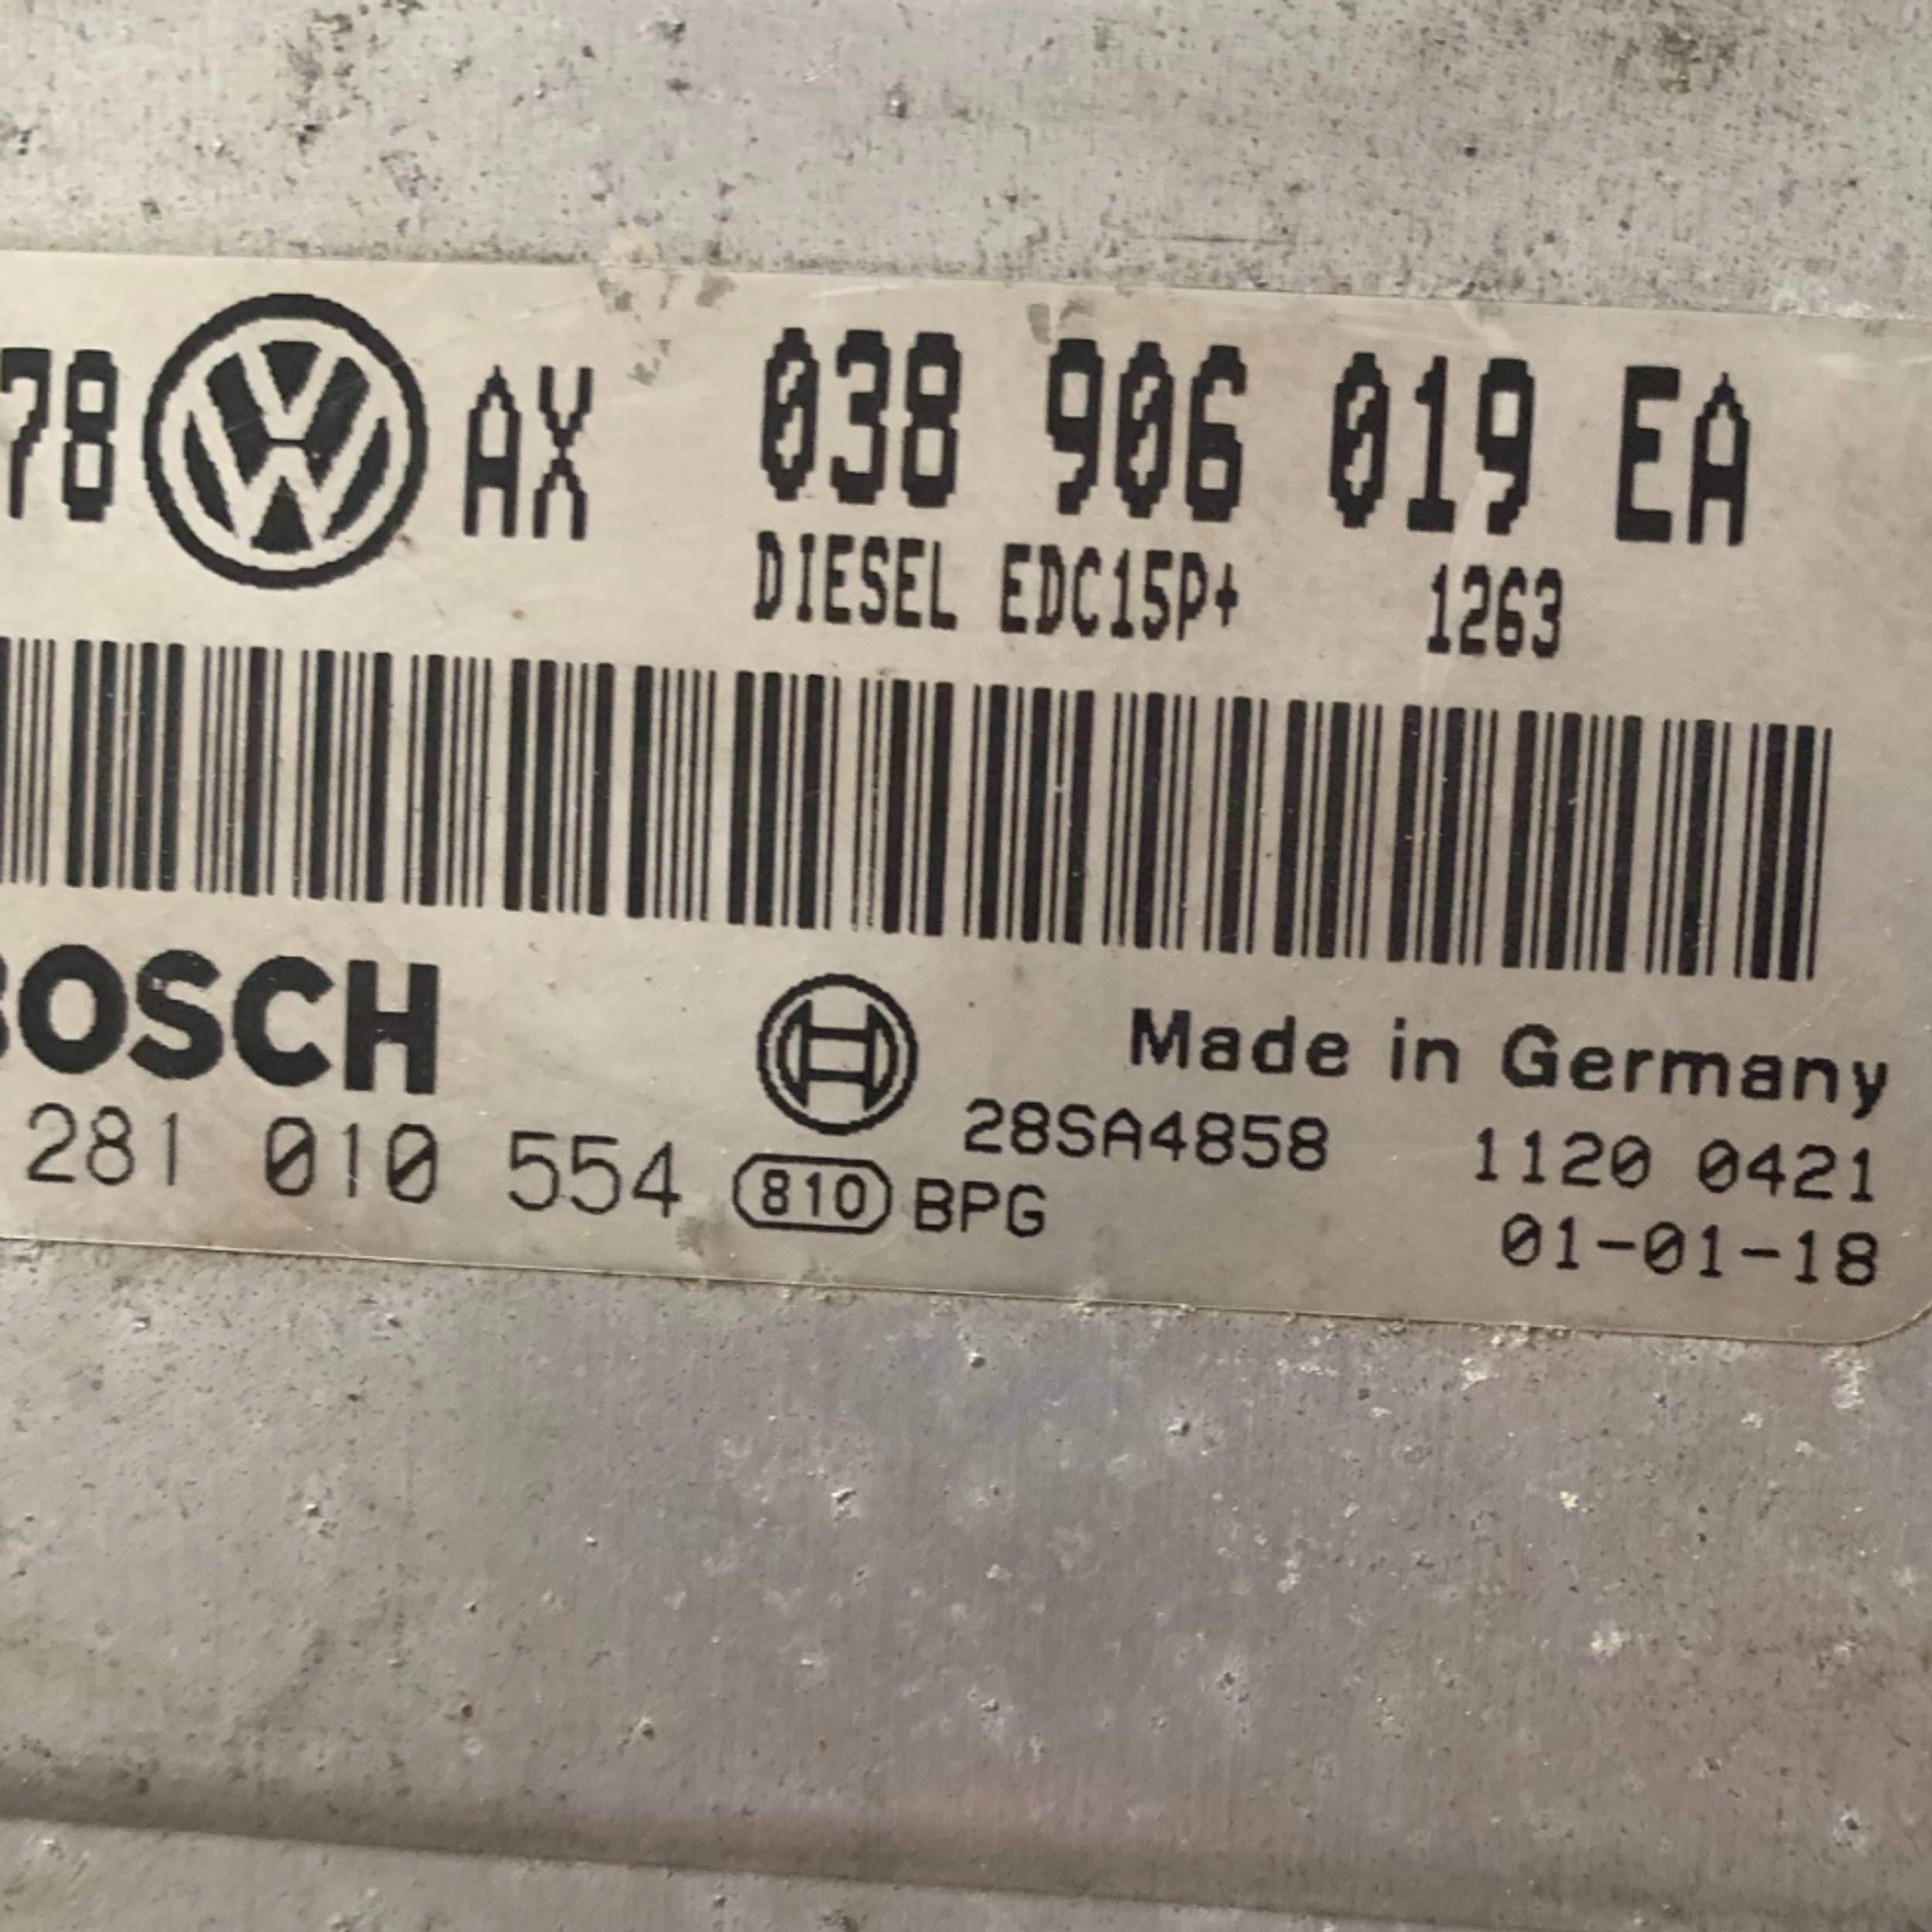 78 AX 038 906 019 EA
DIESEL EDC15P+ 1263
BOSCH Made in Germany
281 010 554 810 BPG 28SA4858 1120 0421
01-01-18